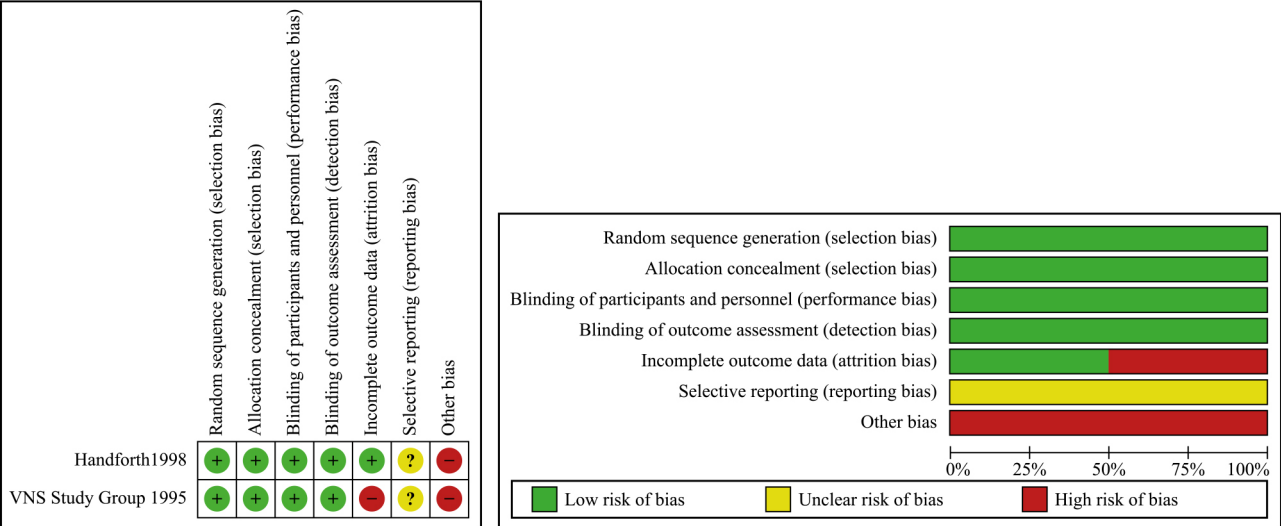 Random sequence generation (selection bias)
Allocation concealment (selection bias)
Blinding of participants and personnel (performance bias)
Blinding of outcome assessment (detection bias)
Incomplete outcome data (attrition bias)
Selective reporting (reporting bias)
Other bias
Handforth1998 + + + + + ? −
VNS Study Group 1995 + + + + − ? −
Random sequence generation (selection bias)
Allocation concealment (selection bias)
Blinding of participants and personnel (performance bias)
Blinding of outcome assessment (detection bias)
Incomplete outcome data (attrition bias)
Selective reporting (reporting bias)
Other bias
0% 25% 50% 75% 100%
Low risk of bias Unclear risk of bias High risk of bias